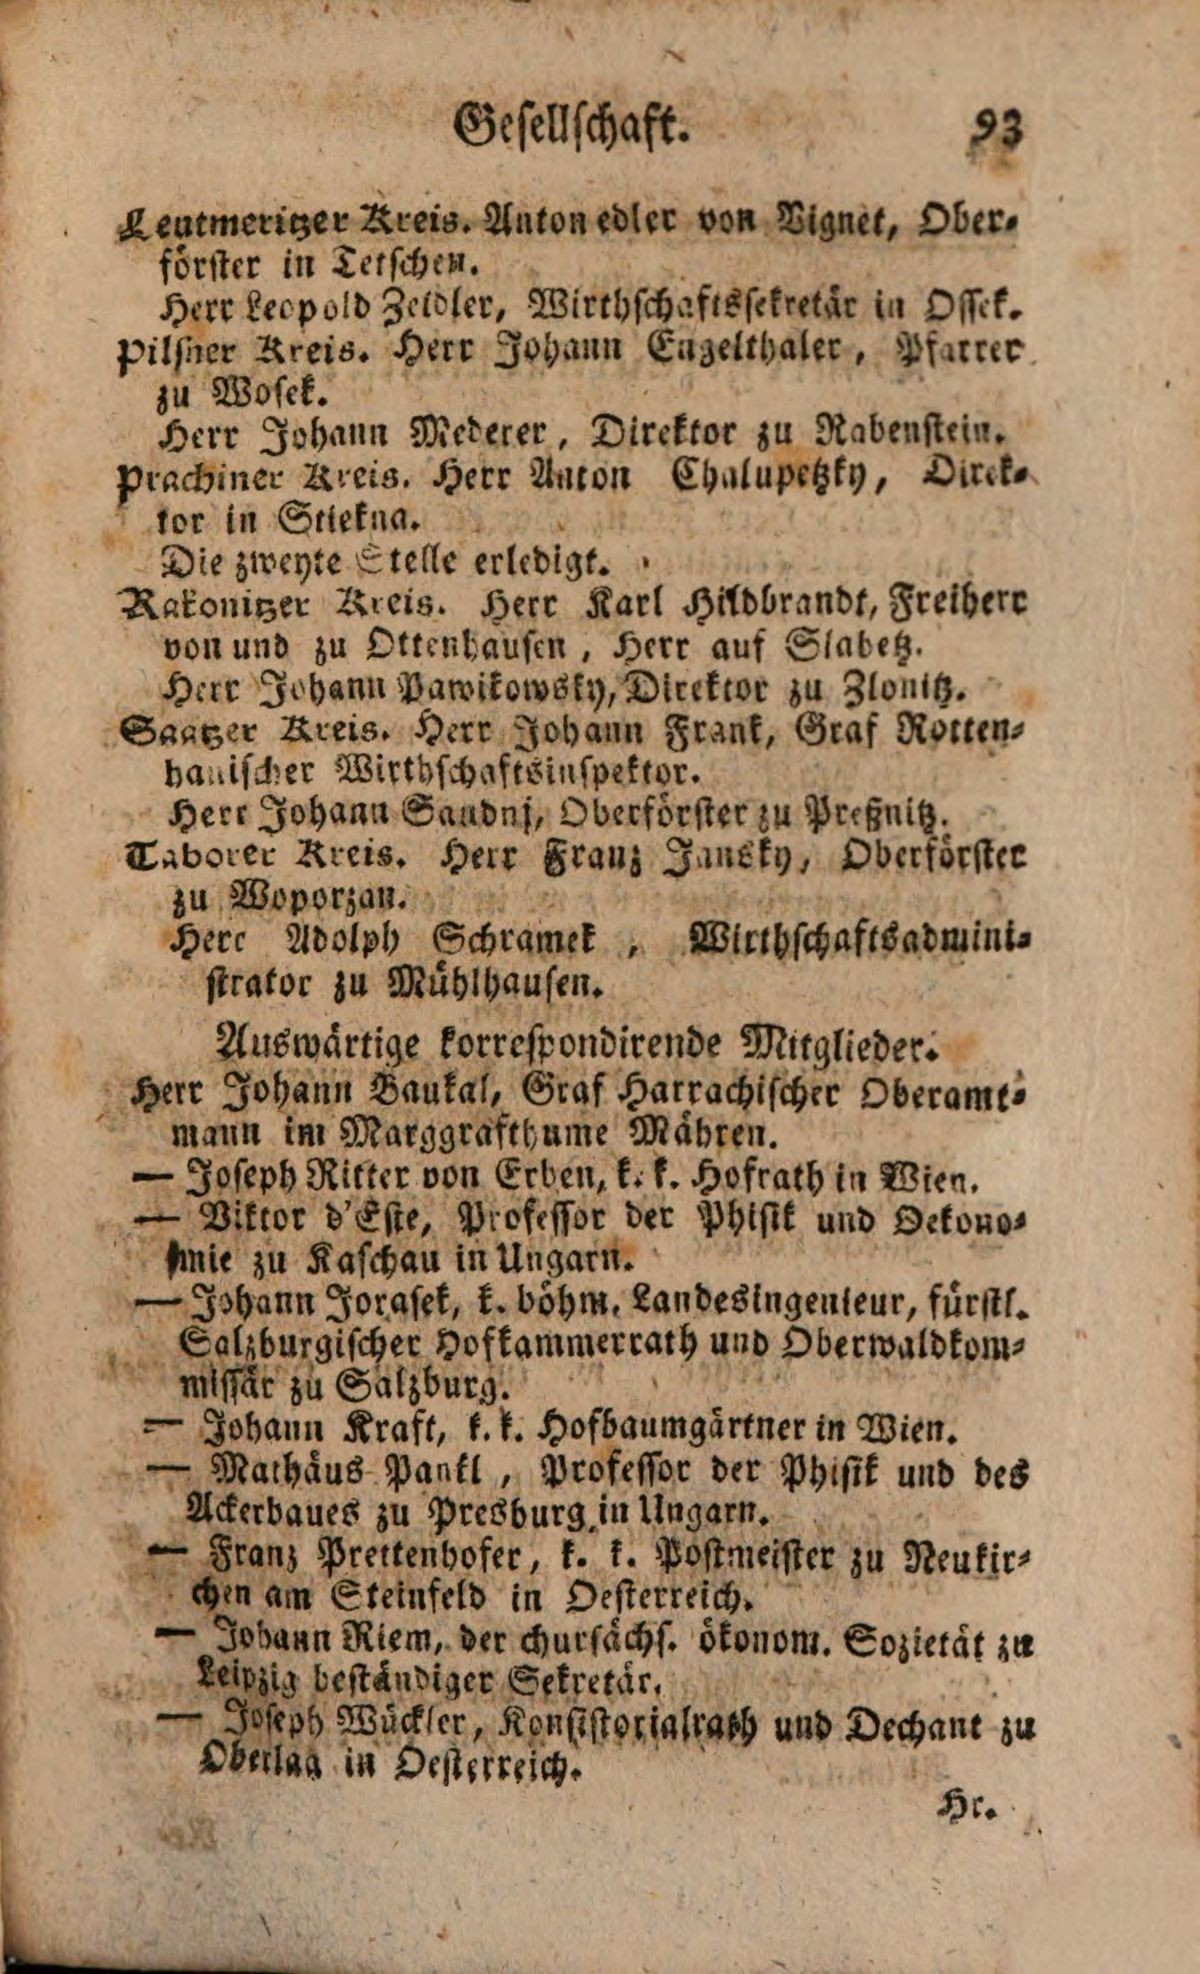 Gesellschaft. 93
Leutmeritzer Kreis. Anton edler von Vignet, Ober-
förster in Tetschen.
Herr Leopold Zeidler, Wirthschaftssekretär in Ossek.
Pilsner Kreis. Herr Johann Engelthaler, Pfarrer
zu Wosek.
Herr Johann Mederer, Direktor zu Rabenstein.
Prachiner Kreis. Herr Anton Chalupetzky, Direk-
tor in Stiekna.
Die zweyte Stelle erledigt.
Rakonitzer Kreis. Herr Karl Hildbrandt, Freiherr
von und zu Ottenhausen, Herr auf Slabetz.
Herr Johann Pawikowsky, Direktor zu Zlonitz.
Saatzer Kreis. Herr Johann Frank, Graf Rotten-
hanischer Wirthschaftsinspektor.
Herr Johann Saudnj, Oberförster zu Preßnitz.
Taborer Kreis. Herr Franz Jansky, Oberförster
zu Woporzan.
Herr Adolph Schramek, Wirthschaftsadmini-
strator zu Mühlhausen.
Auswärtige korrespondirende Mitglieder.
Herr Johann Baukal, Graf Harrachischer Oberamt-
mann im Marggrafthume Mähren.
— Joseph Ritter von Erben, k. k. Hofrath in Wien.
— Viktor d'Este, Professor der Phisik und Oekono-
mie zu Kaschau in Ungarn.
— Johann Jorasek, k. böhm. Landesingenieur, fürstl.
Salzburgischer Hofkammerrath und Oberwaldkom-
missär zu Salzburg.
— Johann Kraft, k. k. Hofbaumgärtner in Wien.
— Mathäus Pankl, Professor der Phisik und des
Ackerbaues zu Presburg in Ungarn.
— Franz Prettenhofer, k. k. Postmeister zu Neukir-
chen am Steinfeld in Oesterreich.
— Johann Riem, der chursächs. ökonom. Sozietät zu
Leipzig beständiger Sekretär.
— Joseph Wückler, Konsistorialrath und Dechant zu
Oberlaa in Oesterreich.
Hr.